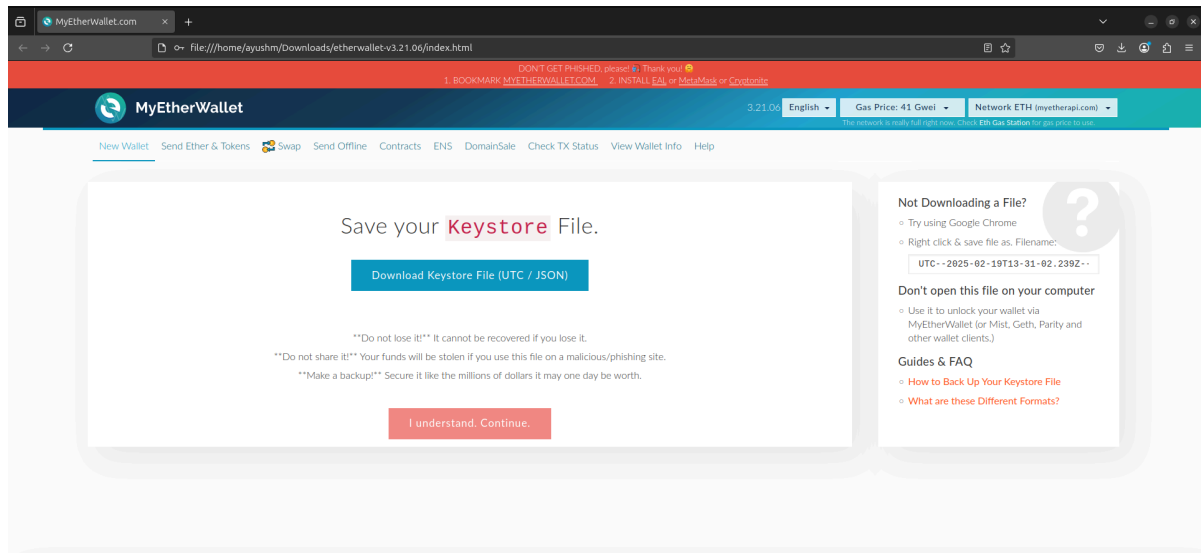 MyEtherWallet.com
file:///home/ayushm/Downloads/etherwallet-v3.21.06/index.html
DON'T GET PHISHED, please! Thank you!
1. BOOKMARK MYETHERWALLET.COM 2. INSTALL EAL or MetaMask or Cryptonite
MyEtherWallet
3.21.06 English Gas Price: 41 Gwei Network ETH (myetherapi.com)
The network is really full right now. Check Eth Gas Station for gas price to use.
New Wallet Send Ether & Tokens Swap Send Offline Contracts ENS DomainSale Check TX Status View Wallet Info Help
Save your Keystore File.
Download Keystore File (UTC / JSON)
**Do not lose it!** It cannot be recovered if you lose it.
**Do not share it!** Your funds will be stolen if you use this file on a malicious/phishing site.
**Make a backup!** Secure it like the millions of dollars it may one day be worth.
I understand. Continue.
Not Downloading a File?
Try using Google Chrome
Right click & save file as. Filename:
UTC--2025-02-19T13-31-02.239Z--
Don't open this file on your computer
Use it to unlock your wallet via
MyEtherWallet (or Mist, Geth, Parity and
other wallet clients.)
Guides & FAQ
How to Back Up Your Keystore File
What are these Different Formats?